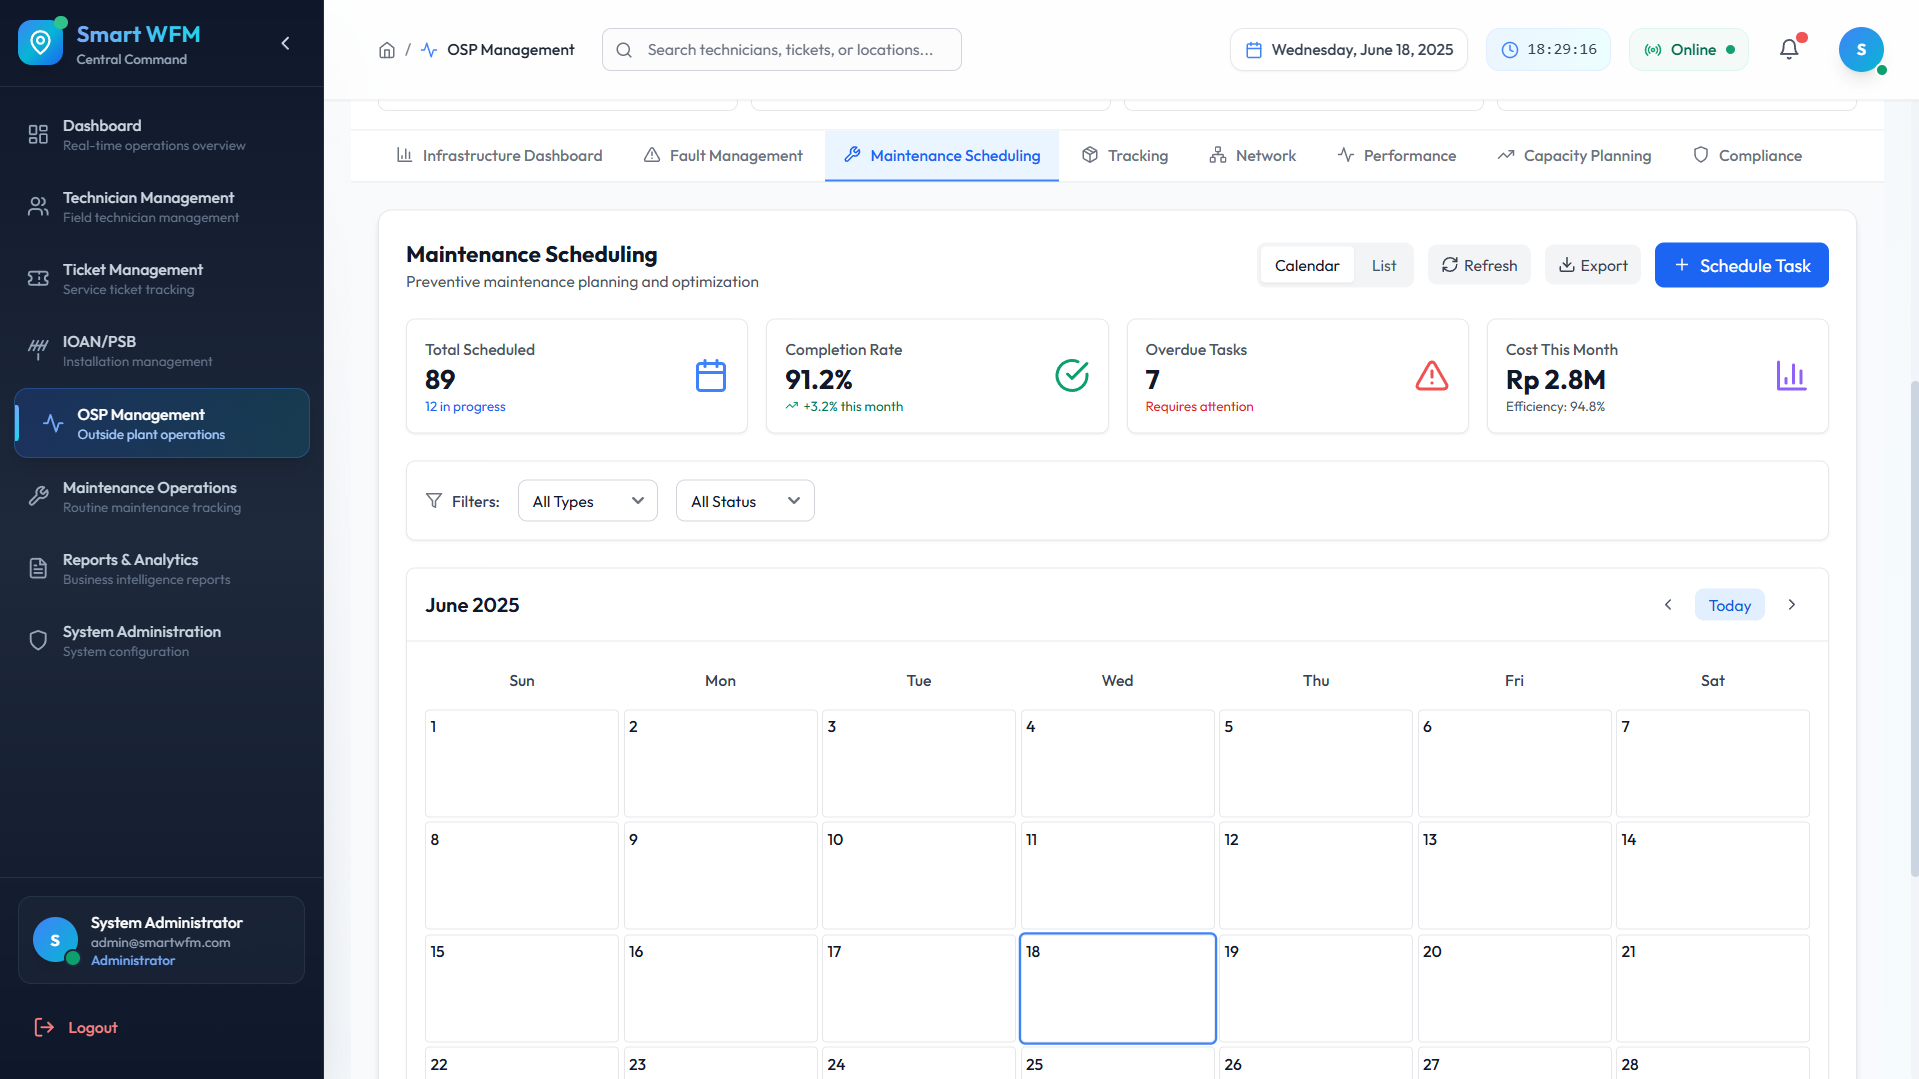 Smart WFM
Central Command
Dashboard
Real-time operations overview
Technician Management
Field technician management
Ticket Management
Service ticket tracking
IOAN/PSB
Installation management
OSP Management
Outside plant operations
Maintenance Operations
Routine maintenance tracking
Reports & Analytics
Business intelligence reports
System Administration
System configuration
S
System Administrator
admin@smartwfm.com
Administrator
Logout
/ OSP Management
Search technicians, tickets, or locations...
Wednesday, June 18, 2025
18:29:16
Online
S
Infrastructure Dashboard
Fault Management
Maintenance Scheduling
Tracking
Network
Performance
Capacity Planning
Compliance
Maintenance Scheduling
Preventive maintenance planning and optimization
Calendar
List
Refresh
Export
+ Schedule Task
Total Scheduled
89
12 in progress
Completion Rate
91.2%
+3.2% this month
Overdue Tasks
7
Requires attention
Cost This Month
Rp 2.8M
Efficiency: 94.8%
Filters:
All Types
All Status
June 2025
Today
Sun Mon Tue Wed Thu Fri Sat
1 2 3 4 5 6 7
8 9 10 11 12 13 14
15 16 17 18 19 20 21
22 23 24 25 26 27 28